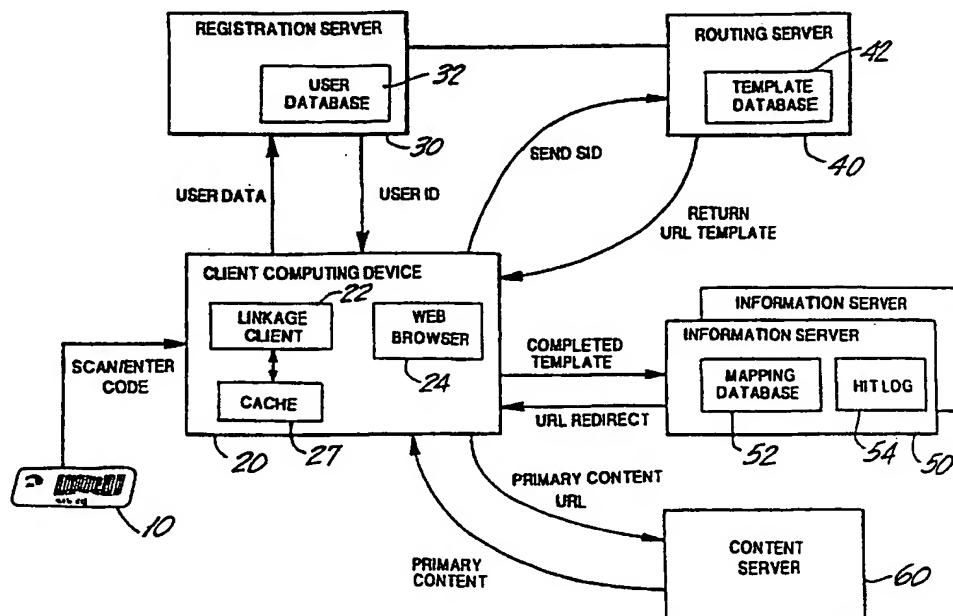 REGISTRATION SERVER
USER
DATABASE
32
30
ROUTING SERVER
42
TEMPLATE
DATABASE
40
SEND SID
USER DATA
USER ID
RETURN
URL TEMPLATE
CLIENT COMPUTING DEVICE
22
LINKAGE
CLIENT
WEB
BROWSER
24
CACHE
27
20
SCAN/ENTER
CODE
10
COMPLETED
TEMPLATE
URL REDIRECT
INFORMATION SERVER
INFORMATION SERVER
MAPPING
DATABASE
52
HIT LOG
54
50
PRIMARY CONTENT
URL
PRIMARY
CONTENT
CONTENT
SERVER
60